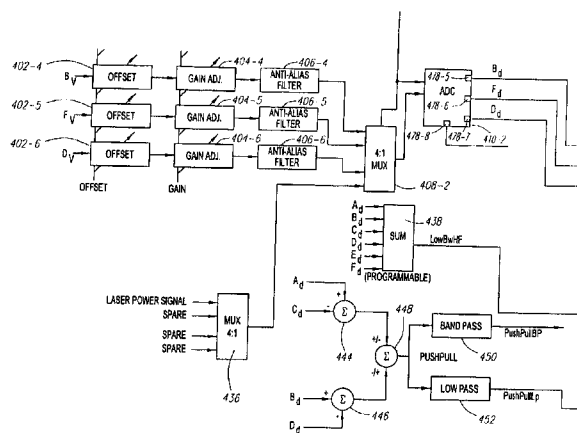 402-4
404-4
406-4
B_V
OFFSET
GAIN ADJ.
ANTI-ALIAS
FILTER
402-5
404-5
406-5
F_V
OFFSET
GAIN ADJ.
ANTI-ALIAS
FILTER
402-6
404-6
406-6
D_V
OFFSET
GAIN ADJ.
ANTI-ALIAS
FILTER
OFFSET
GAIN
4:1
MUX
408-2
ADC
478-5
478-6
478-7
478-8
410-2
B_d
F_d
D_d
A_d
B_d
C_d
D_d
E_d
F_d
SUM
438
LowBwHF
(PROGRAMMABLE)
LASER POWER SIGNAL
SPARE
SPARE
SPARE
MUX
4:1
436
A_d
+
C_d
-
Σ
444
B_d
+
D_d
-
Σ
446
+/-
-/+
Σ
448
PUSHPULL
BAND PASS
450
PushPullBP
LOW PASS
452
PushPullLp